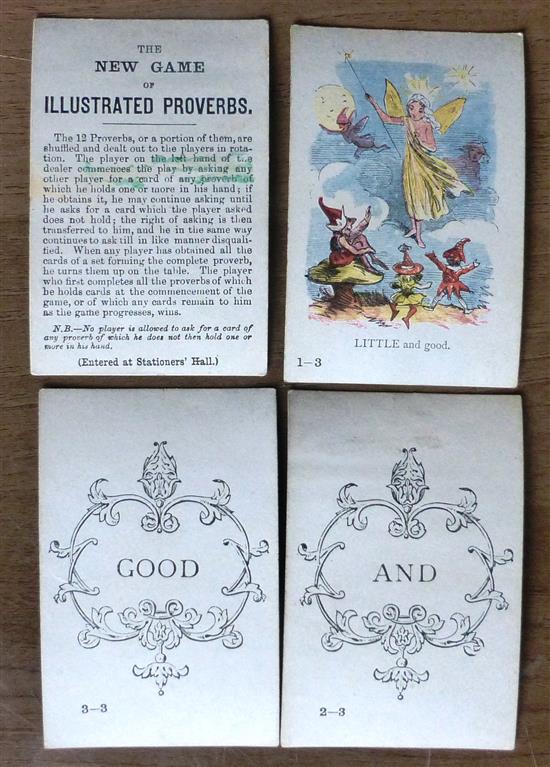 THE
NEW GAME
OF
ILLUSTRATED PROVERBS.
The 12 Proverbs, or a portion of them, are
shuffled and dealt out to the players in rota-
tion. The player on the left hand of the
dealer commences the play by asking any
other player for a card of any proverb of
which he holds one or more in his hand; if
he obtains it, he may continue asking until
he asks for a card which the player asked
does not hold; the right of asking is then
transferred to him, and he in the same way
continues to ask till in like manner disquali-
fied. When any player has obtained all the
cards of a set forming the complete proverb,
he turns them up on the table. The player
who first completes all the proverbs of which
he holds cards at the commencement of the
game, or of which any cards remain to him
as the game progresses, wins.
N.B.—No player is allowed to ask for a card of
any proverb of which he does not then hold one or
more in his hand.
(Entered at Stationers' Hall.)
LITTLE and good.
1—3
GOOD
3—3
AND
2—3